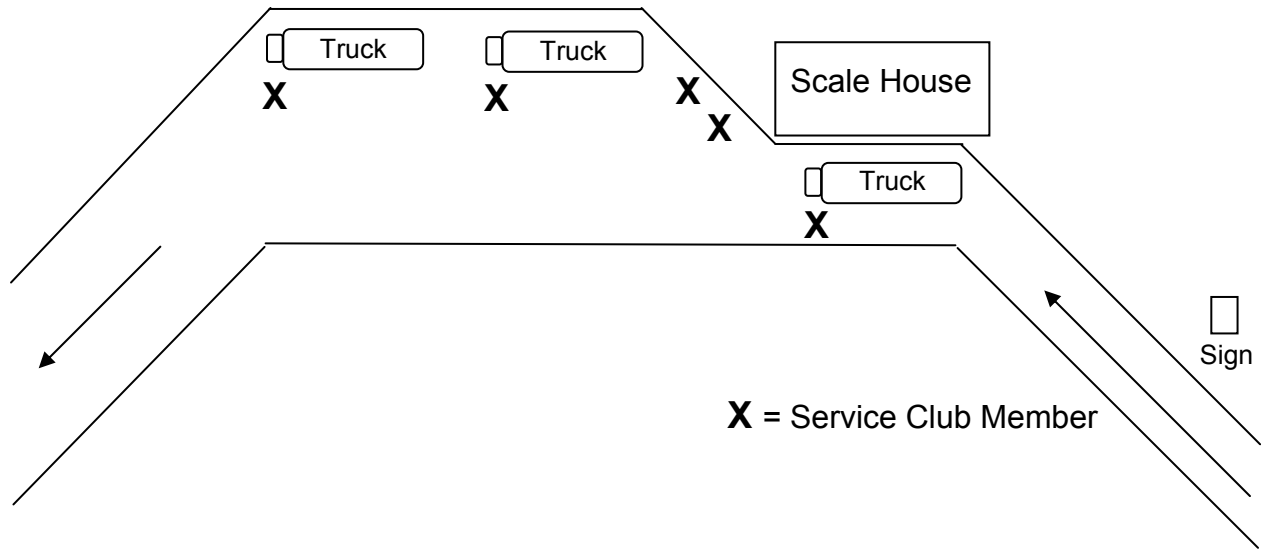 Truck
Truck
Scale House
X
X
X
X
Truck
X
Sign
X = Service Club Member